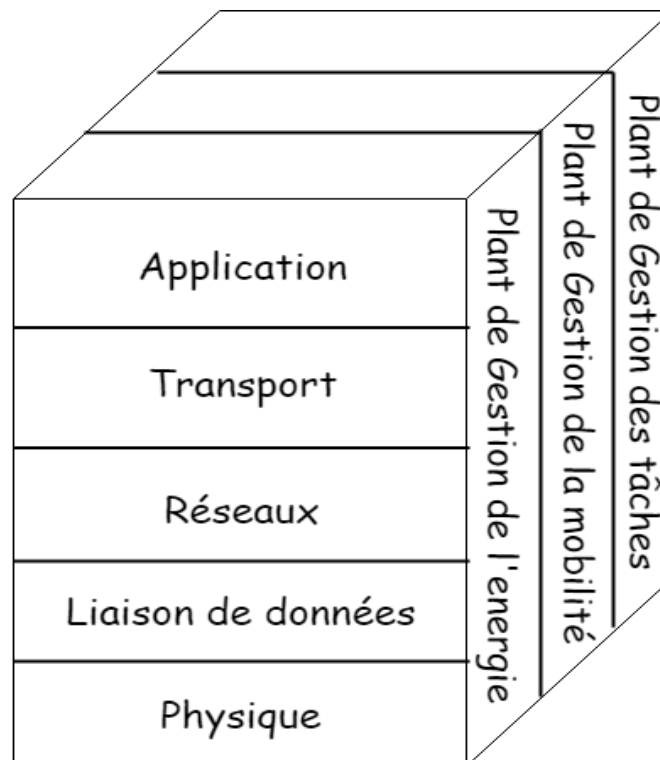 Application
Transport
Réseaux
Liaison de données
Physique
Plant de Gestion de l'energie
Plant de Gestion de la mobilité
Plant de Gestion des tâches